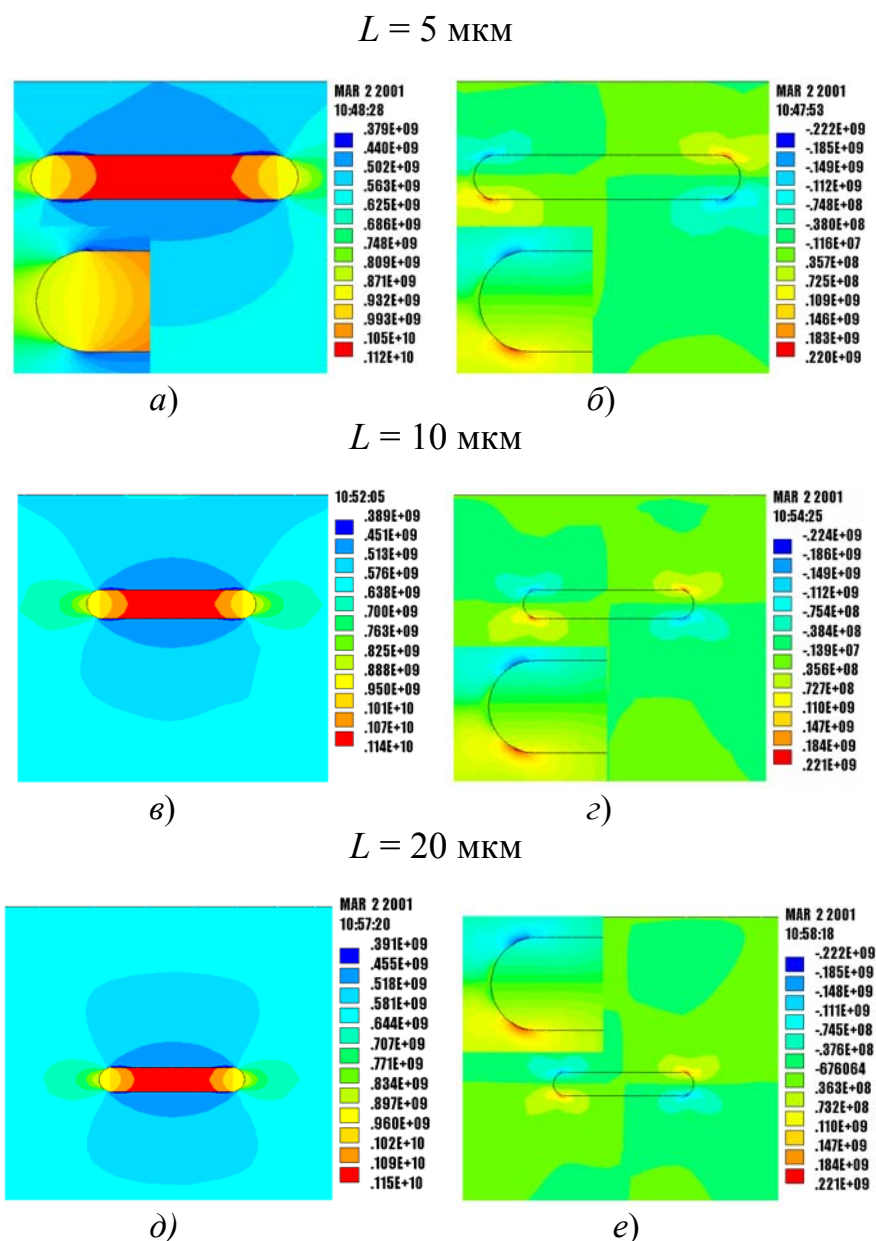 L = 5 мкм
MAR 2 2001
10:48:28
.379E+09
.440E+09
.502E+09
.563E+09
.625E+09
.686E+09
.748E+09
.809E+09
.871E+09
.932E+09
.993E+09
.105E+10
.112E+10
а)
MAR 2 2001
10:47:53
-.222E+09
-.185E+09
-.149E+09
-.112E+09
-.748E+08
-.380E+08
-.116E+07
.357E+08
.725E+08
.109E+09
.146E+09
.183E+09
.220E+09
б)
L = 10 мкм
10:52:05
.389E+09
.451E+09
.513E+09
.576E+09
.638E+09
.700E+09
.763E+09
.825E+09
.888E+09
.950E+09
.101E+10
.107E+10
.114E+10
в)
MAR 2 2001
10:54:25
-.224E+09
-.186E+09
-.149E+09
-.112E+09
-.754E+08
-.384E+08
-.139E+07
.356E+08
.727E+08
.110E+09
.147E+09
.184E+09
.221E+09
г)
L = 20 мкм
MAR 2 2001
10:57:20
.391E+09
.455E+09
.518E+09
.581E+09
.644E+09
.707E+09
.771E+09
.834E+09
.897E+09
.960E+09
.102E+10
.109E+10
.115E+10
д)
MAR 2 2001
10:58:18
-.222E+09
-.185E+09
-.148E+09
-.111E+09
-.745E+08
-.376E+08
-676064
.363E+08
.732E+08
.110E+09
.147E+09
.184E+09
.221E+09
е)